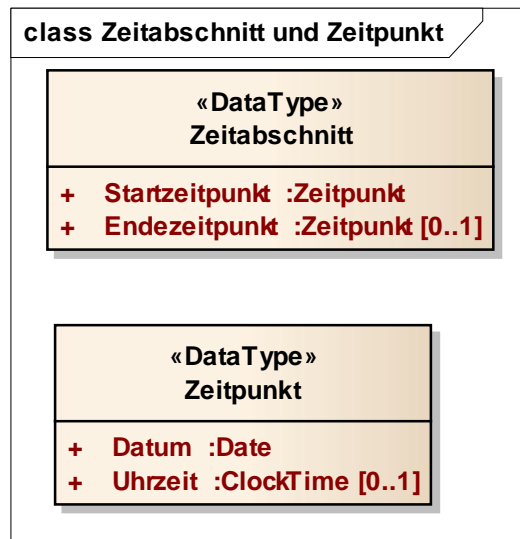 class Zeitabschnitt und Zeitpunkt
«DataType»
Zeitabschnitt
+ Startzeitpunkt :Zeitpunkt
+ Endezeitpunkt :Zeitpunkt [0..1]
«DataType»
Zeitpunkt
+ Datum :Date
+ Uhrzeit :ClockTime [0..1]